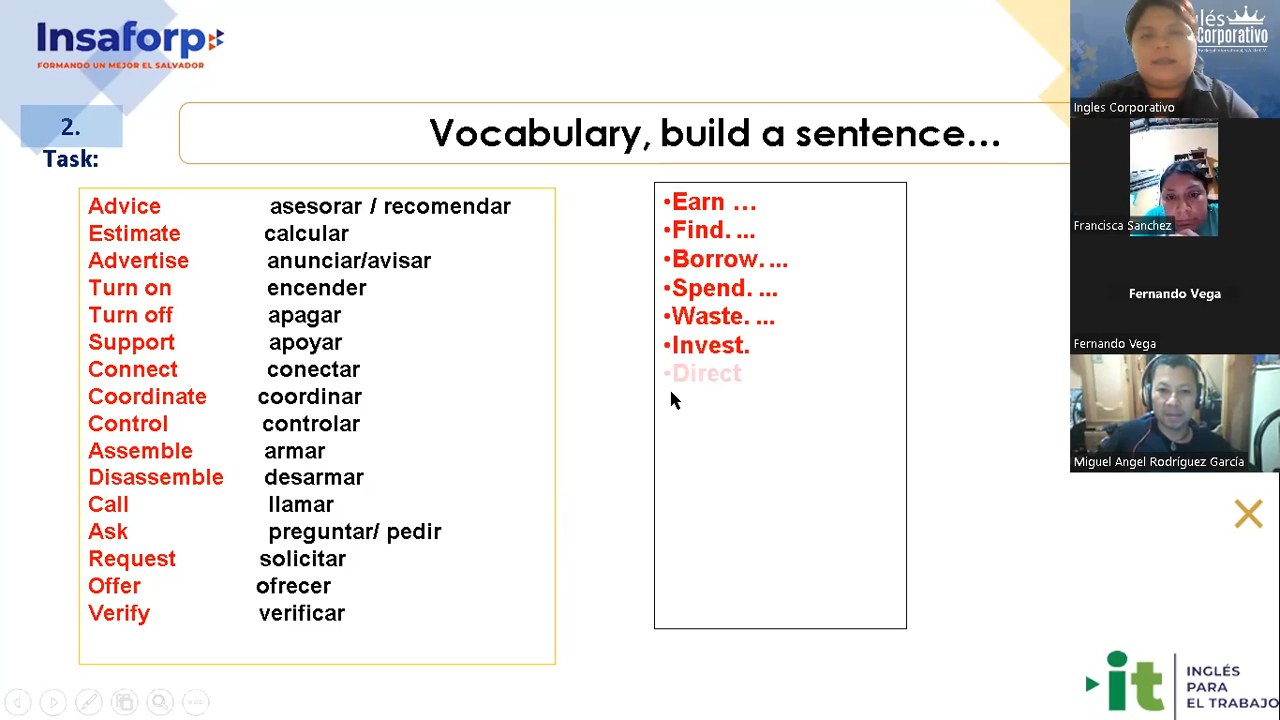 Insaforp
FORMANDO UN MEJOR EL SALVADOR
2.
Task:
Vocabulary, build a sentence...
Advice asesorar / recomendar
Estimate calcular
Advertise anunciar/avisar
Turn on encender
Turn off apagar
Support apoyar
Connect conectar
Coordinate coordinar
Control controlar
Assemble armar
Disassemble desarmar
Call llamar
Ask preguntar/ pedir
Request solicitar
Offer ofrecer
Verify verificar
•Earn …
•Find. ...
•Borrow. ...
•Spend. ...
•Waste. ...
•Invest.
•Direct
lés
Corporativo
Ingles Corporativo
Francisca Sanchez
Fernando Vega
Fernando Vega
Miguel Angel Rodríguez García
it
INGLÉS
PARA
EL TRABAJO